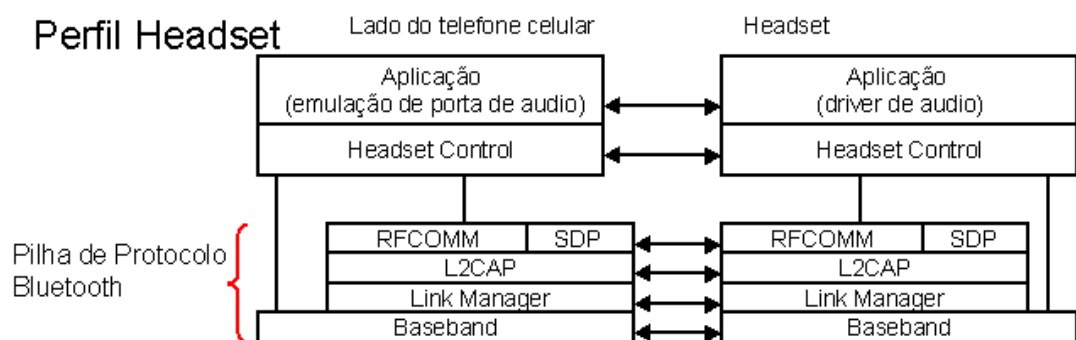 Perfil Headset
Lado do telefone celular
Headset
Aplicação
(emulação de porta de audio)
Aplicação
(driver de audio)
Headset Control
Headset Control
Pilha de Protocolo
Bluetooth
RFCOMM
SDP
RFCOMM
SDP
L2CAP
L2CAP
Link Manager
Link Manager
Baseband
Baseband